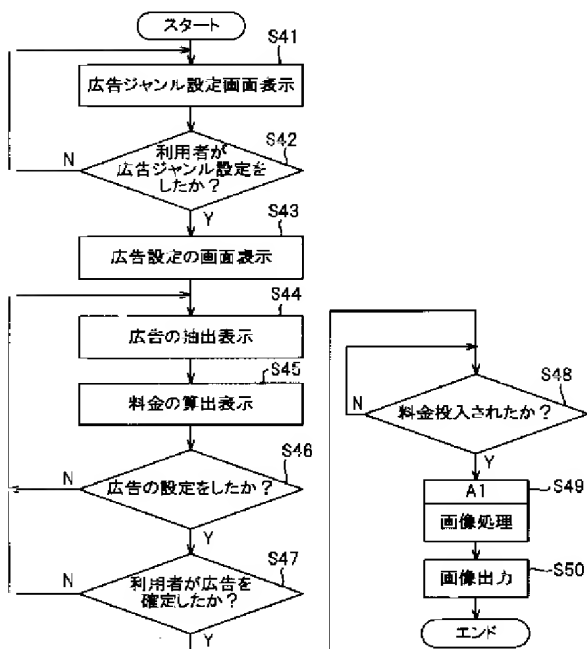 スタート
S41
広告ジャンル設定画面表示
S42
利用者が
広告ジャンル設定を
したか？
N
Y
S43
広告設定の画面表示
S44
広告の抽出表示
S45
料金の算出表示
S46
広告の設定をしたか？
N
Y
S47
利用者が広告を
確定したか？
N
Y
S48
料金投入されたか？
N
Y
S49
A1
画像処理
S50
画像出力
エンド